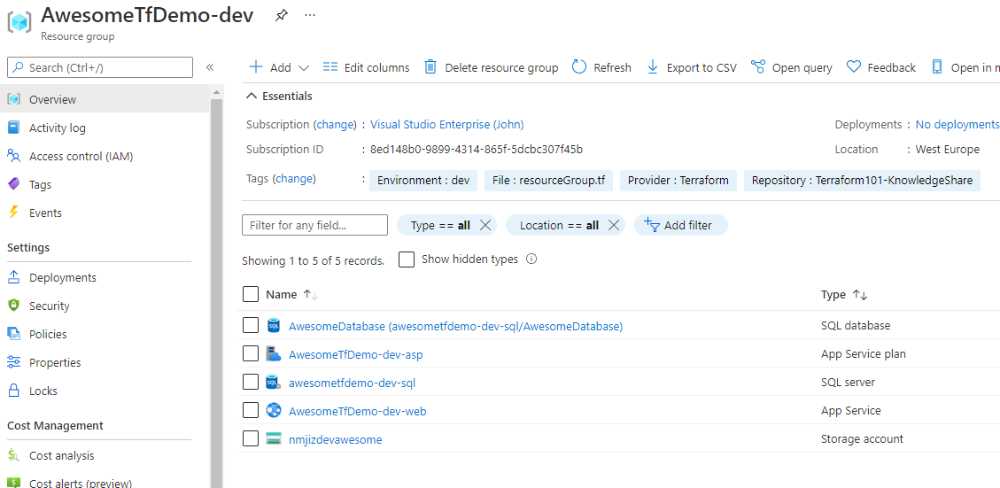 AwesomeTfDemo-dev
Resource group
Search (Ctrl+/)
Overview
Activity log
Access control (IAM)
Tags
Events
Settings
Deployments
Security
Policies
Properties
Locks
Cost Management
Cost analysis
Cost alerts (preview)
Add Edit columns Delete resource group Refresh Export to CSV Open query Feedback Open in m
Essentials
Subscription (change) : Visual Studio Enterprise (John) Deployments : No deployments
Subscription ID : 8ed148b0-9899-4314-865f-5dcbc307f45b Location : West Europe
Tags (change) : Environment : dev File : resourceGroup.tf Provider : Terraform Repository : Terraform101-KnowledgeShare
Filter for any field... Type == all Location == all Add filter
Showing 1 to 5 of 5 records. Show hidden types
Name Type
AwesomeDatabase (awesometfdemo-dev-sql/AwesomeDatabase) SQL database
AwesomeTfDemo-dev-asp App Service plan
awesometfdemo-dev-sql SQL server
AwesomeTfDemo-dev-web App Service
nmjizdevawesome Storage account